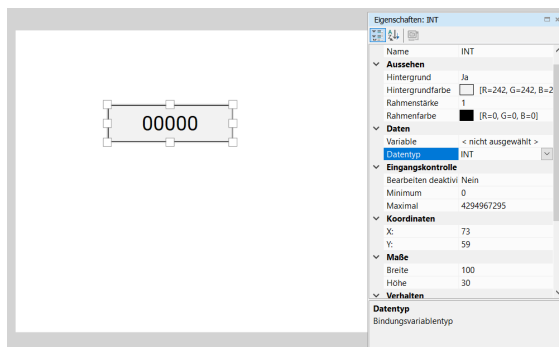 Eigenschaften: INT
Name INT
Aussehen
Hintergrund Ja
Hintergrundfarbe [R=242, G=242, B=2
Rahmenstärke 1
Rahmenfarbe [R=0, G=0, B=0]
Daten
Variable < nicht ausgewählt >
Datentyp INT
Eingangskontrolle
Bearbeiten deaktivi Nein
Minimum 0
Maximal 4294967295
Koordinaten
X: 73
Y: 59
Maße
Breite 100
Höhe 30
Verhalten
Datentyp
Bindungsvariablentyp
00000